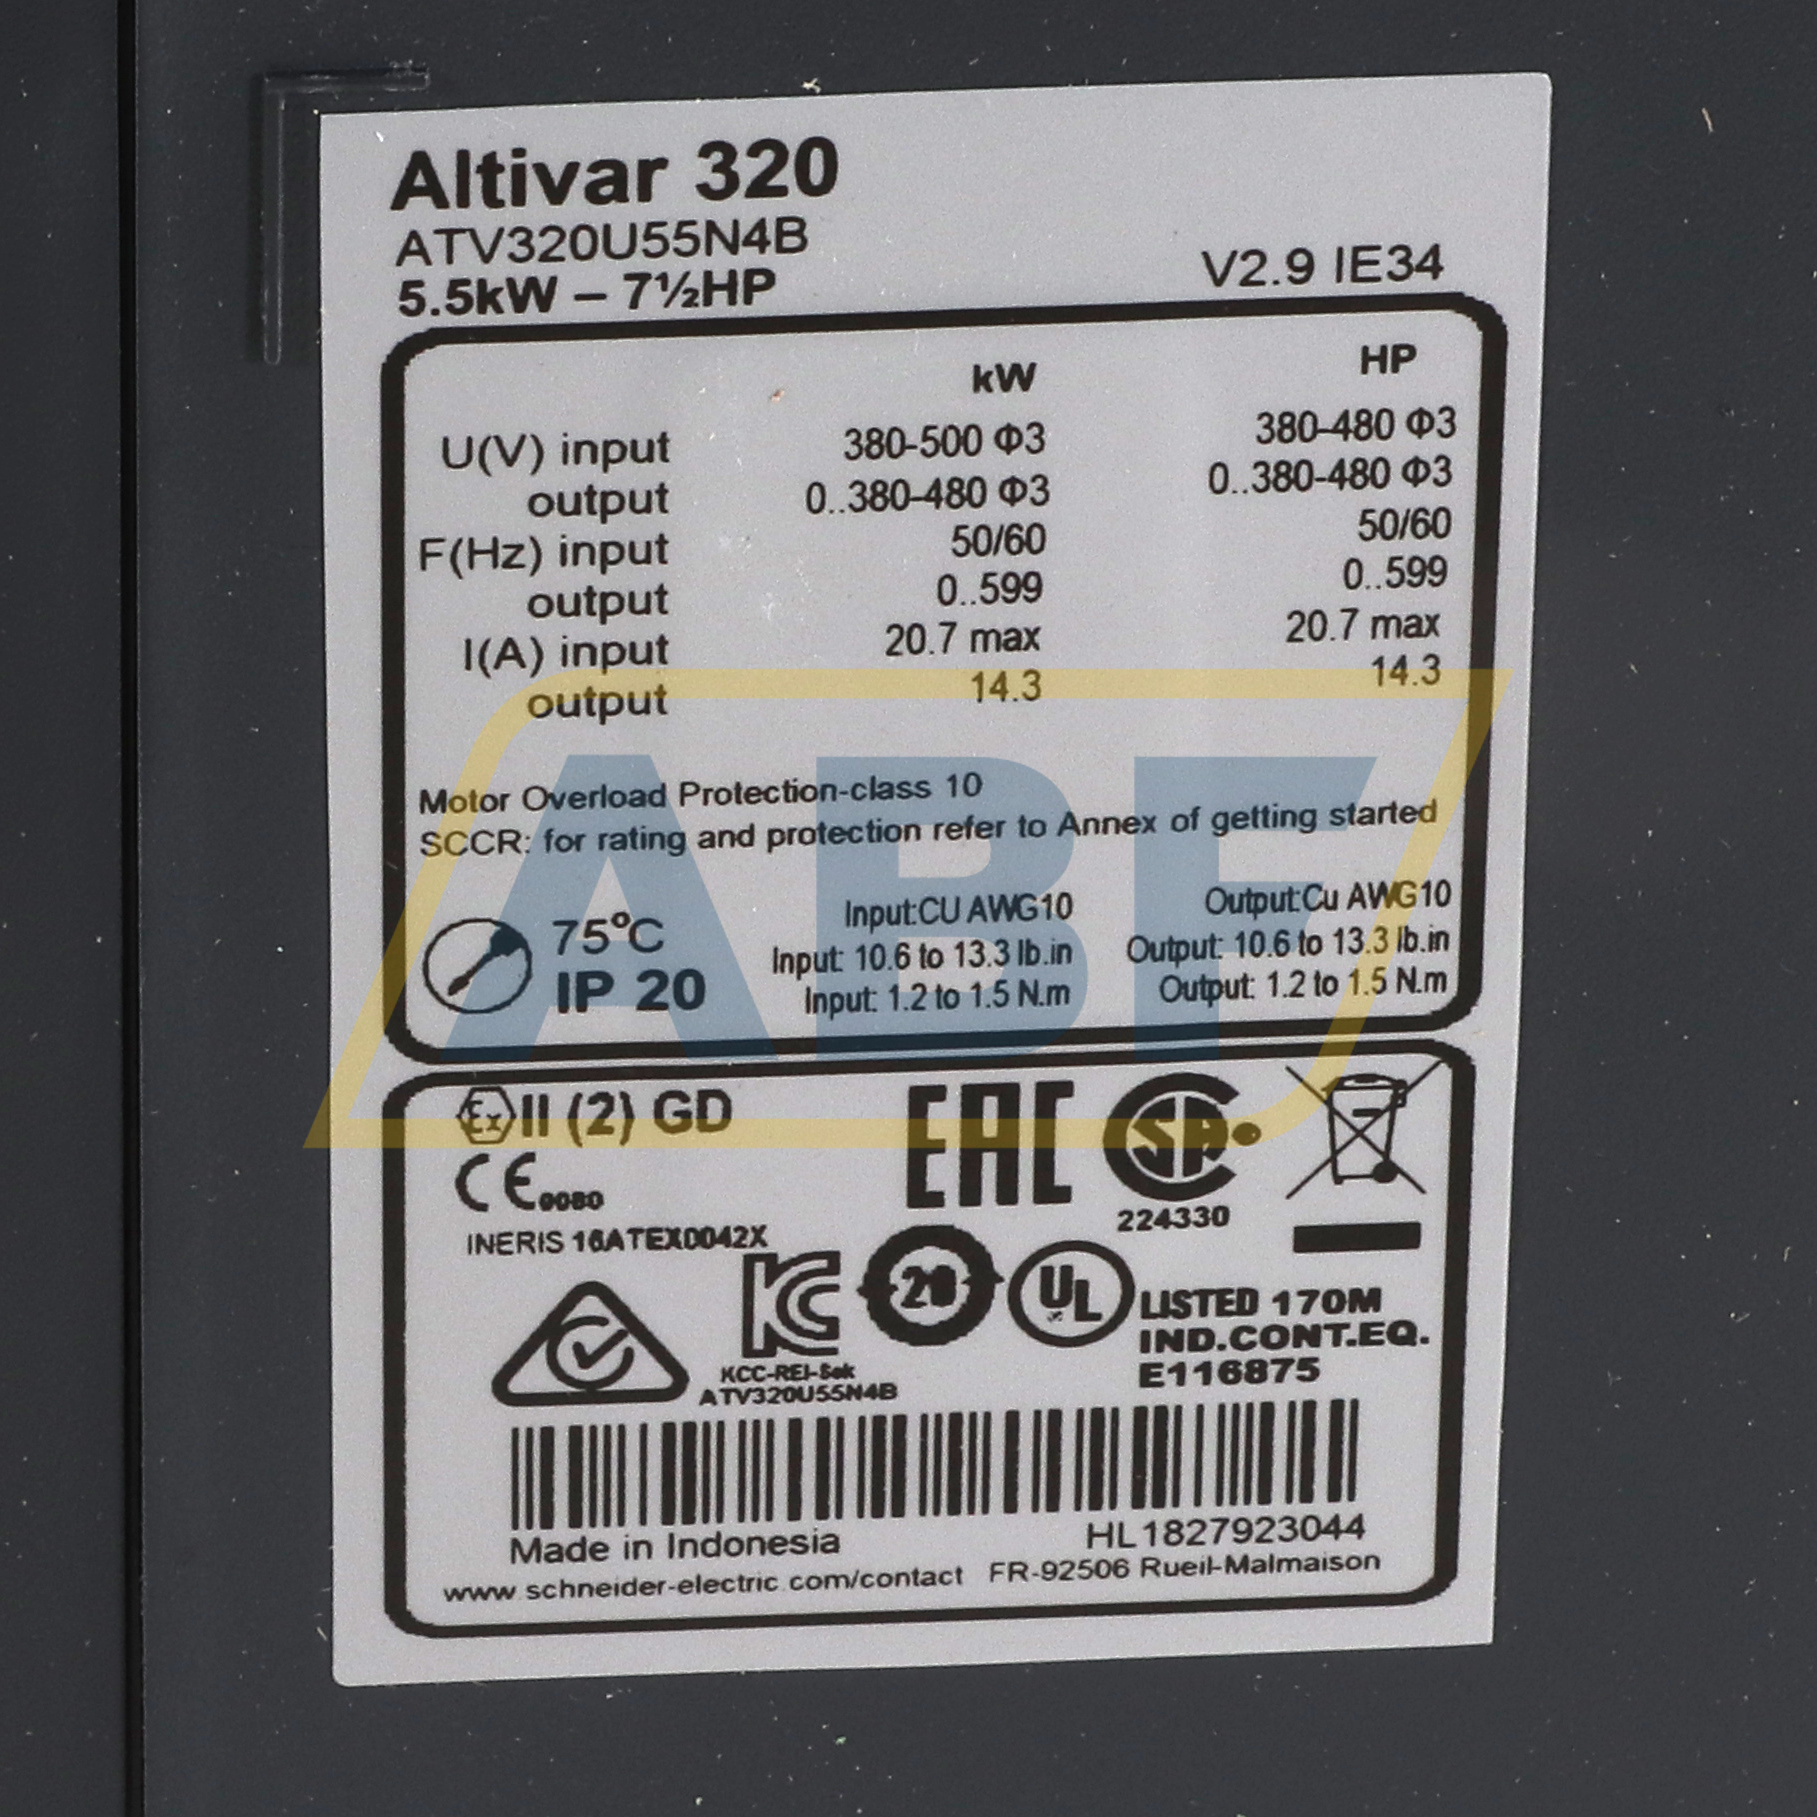 Altivar 320
ATV320U55N4B
5.5kW – 7½HP V2.9 IE34
kW HP
U(V) input 380-500 Φ3 380-480 Φ3
output 0..380-480 Φ3 0..380-480 Φ3
F(Hz) input 50/60 50/60
output 0..599 0..599
I(A) input 20.7 max 20.7 max
output 14.3 14.3
Motor Overload Protection-class 10
SCCR: for rating and protection refer to Annex of getting started
75°C Input:CU AWG10 Output:Cu AWG10
IP 20 Input: 10.6 to 13.3 lb.in Output: 10.6 to 13.3 lb.in
Input: 1.2 to 1.5 N.m Output: 1.2 to 1.5 N.m
ABF
Ex II (2) GD EAC CSA
CE 0080
224330
INERIS 16ATEX0042X
KC 20 UL LISTED 170M
IND.CONT.EQ.
E116875
KCC-REI-Sek
ATV320U55N4B
Made in Indonesia HL1827923044
www.schneider-electric.com/contact FR-92506 Rueil-Malmaison